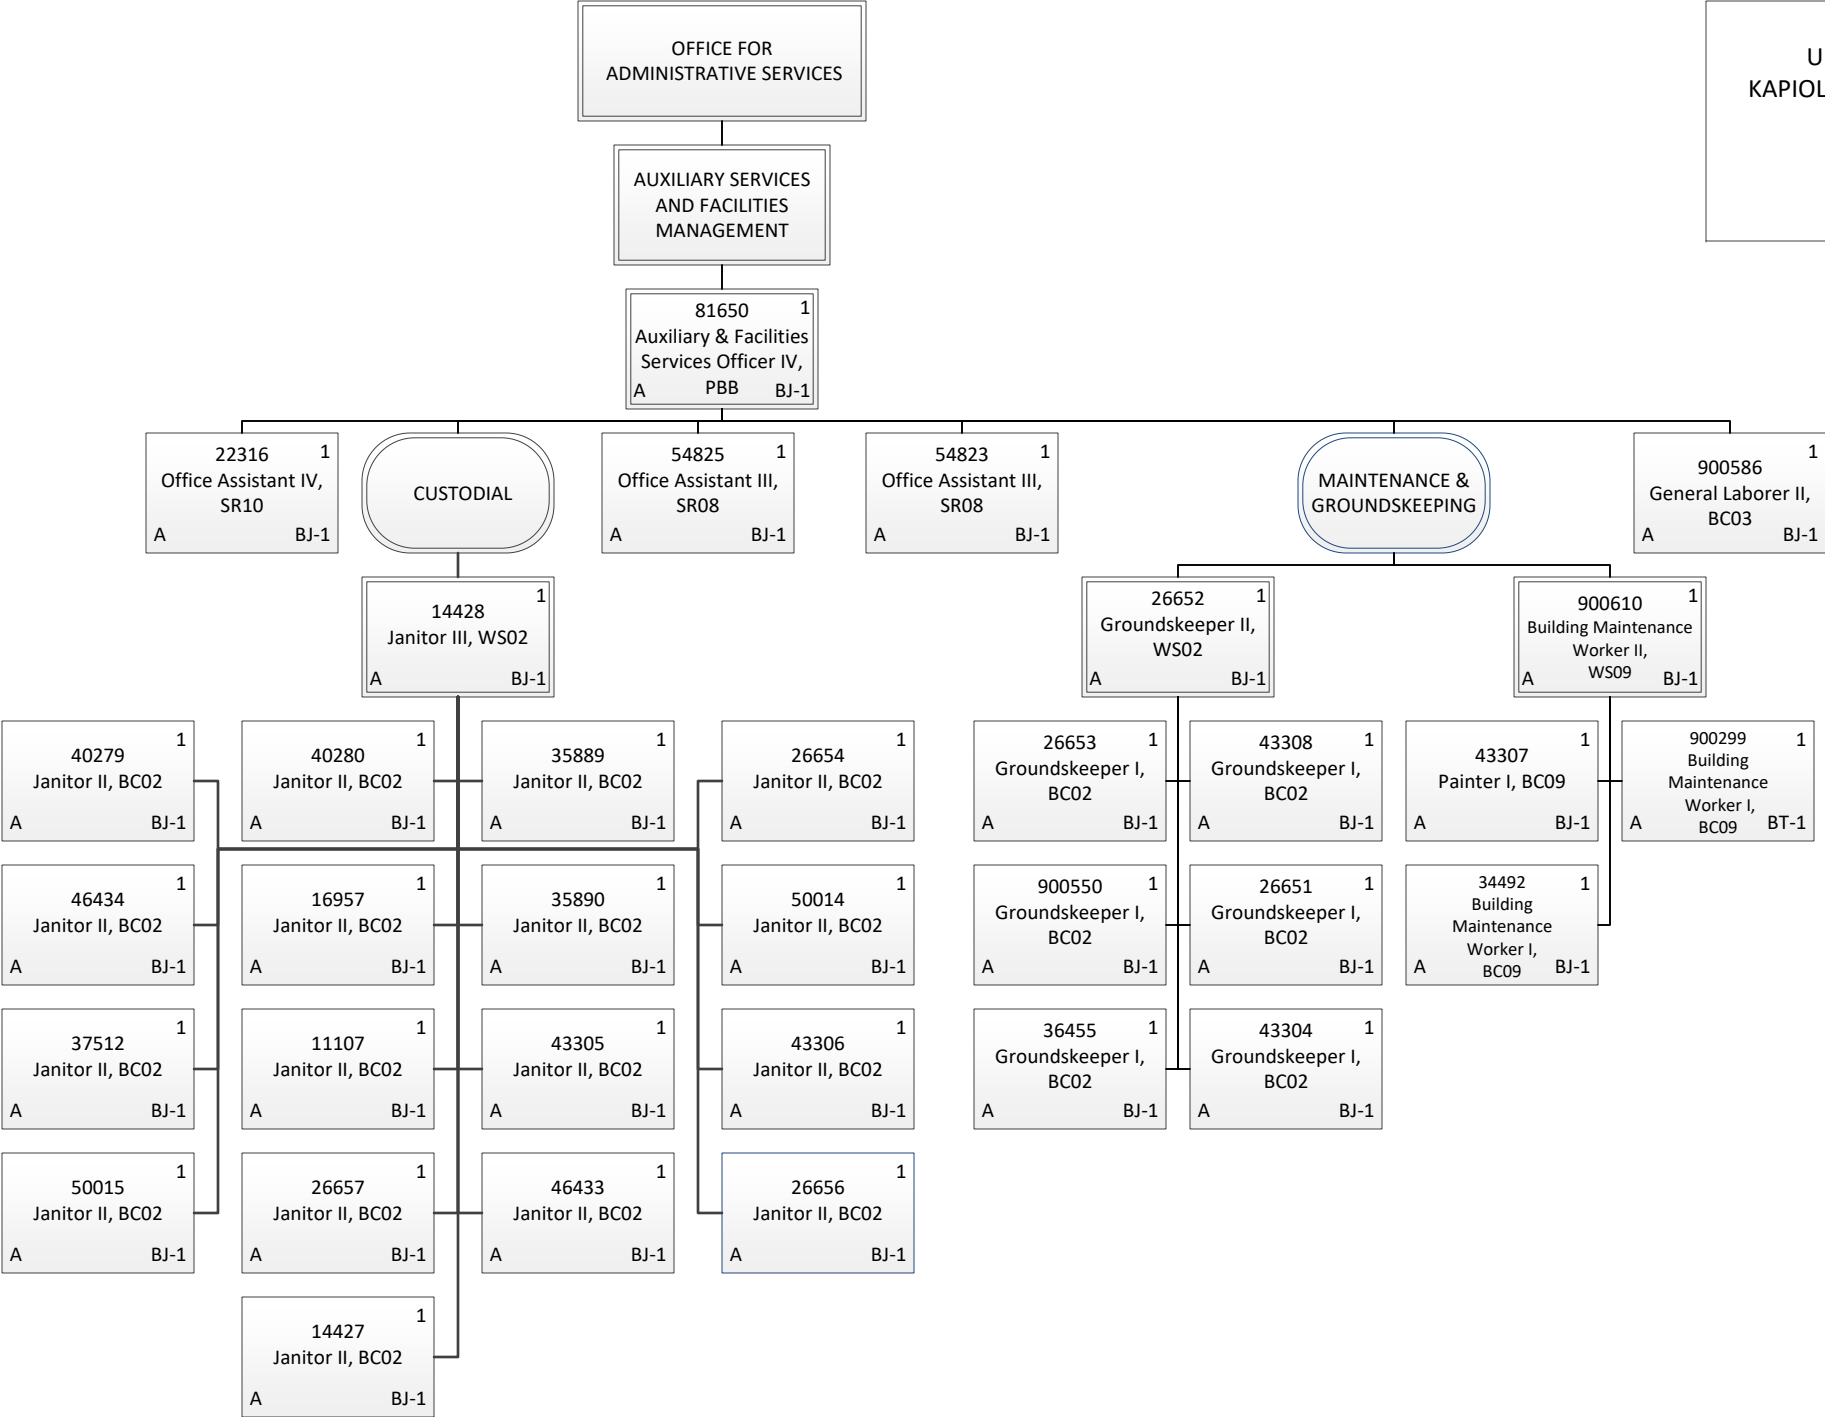 OFFICE FOR
ADMINISTRATIVE SERVICES
U
KAPIOL
AUXILIARY SERVICES
AND FACILITIES
MANAGEMENT
81650 1
Auxiliary & Facilities
Services Officer IV,
PBB
A BJ-1
22316 1
Office Assistant IV,
SR10
A BJ-1
CUSTODIAL
54825 1
Office Assistant III,
SR08
A BJ-1
54823 1
Office Assistant III,
SR08
A BJ-1
MAINTENANCE &
GROUNDSKEEPING
900586 1
General Laborer II,
BC03
A BJ-1
14428 1
Janitor III, WS02
A BJ-1
26652 1
Groundskeeper II,
WS02
A BJ-1
900610 1
Building Maintenance
Worker II,
WS09
A BJ-1
40279 1
Janitor II, BC02
A BJ-1
40280 1
Janitor II, BC02
A BJ-1
35889 1
Janitor II, BC02
A BJ-1
26654 1
Janitor II, BC02
A BJ-1
26653 1
Groundskeeper I,
BC02
A BJ-1
43308 1
Groundskeeper I,
BC02
A BJ-1
43307 1
Painter I, BC09
A BJ-1
900299 1
Building
Maintenance
Worker I,
BC09
A BT-1
46434 1
Janitor II, BC02
A BJ-1
16957 1
Janitor II, BC02
A BJ-1
35890 1
Janitor II, BC02
A BJ-1
50014 1
Janitor II, BC02
A BJ-1
900550 1
Groundskeeper I,
BC02
A BJ-1
26651 1
Groundskeeper I,
BC02
A BJ-1
34492 1
Building
Maintenance
Worker I,
BC09
A BJ-1
37512 1
Janitor II, BC02
A BJ-1
11107 1
Janitor II, BC02
A BJ-1
43305 1
Janitor II, BC02
A BJ-1
43306 1
Janitor II, BC02
A BJ-1
36455 1
Groundskeeper I,
BC02
A BJ-1
43304 1
Groundskeeper I,
BC02
A BJ-1
50015 1
Janitor II, BC02
A BJ-1
26657 1
Janitor II, BC02
A BJ-1
46433 1
Janitor II, BC02
A BJ-1
26656 1
Janitor II, BC02
A BJ-1
14427 1
Janitor II, BC02
A BJ-1